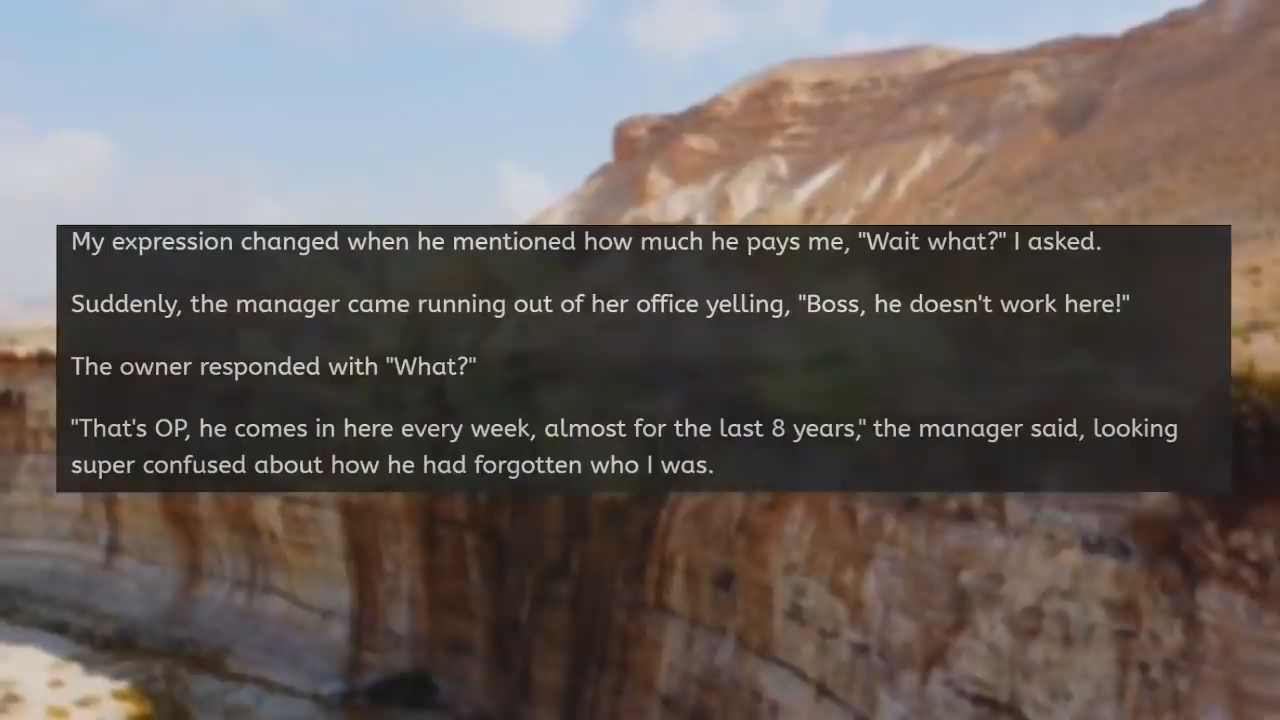 My expression changed when he mentioned how much he pays me, "Wait what?" I asked.
Suddenly, the manager came running out of her office yelling, "Boss, he doesn't work here!"
The owner responded with "What?"
"That's OP, he comes in here every week, almost for the last 8 years," the manager said, looking
super confused about how he had forgotten who I was.